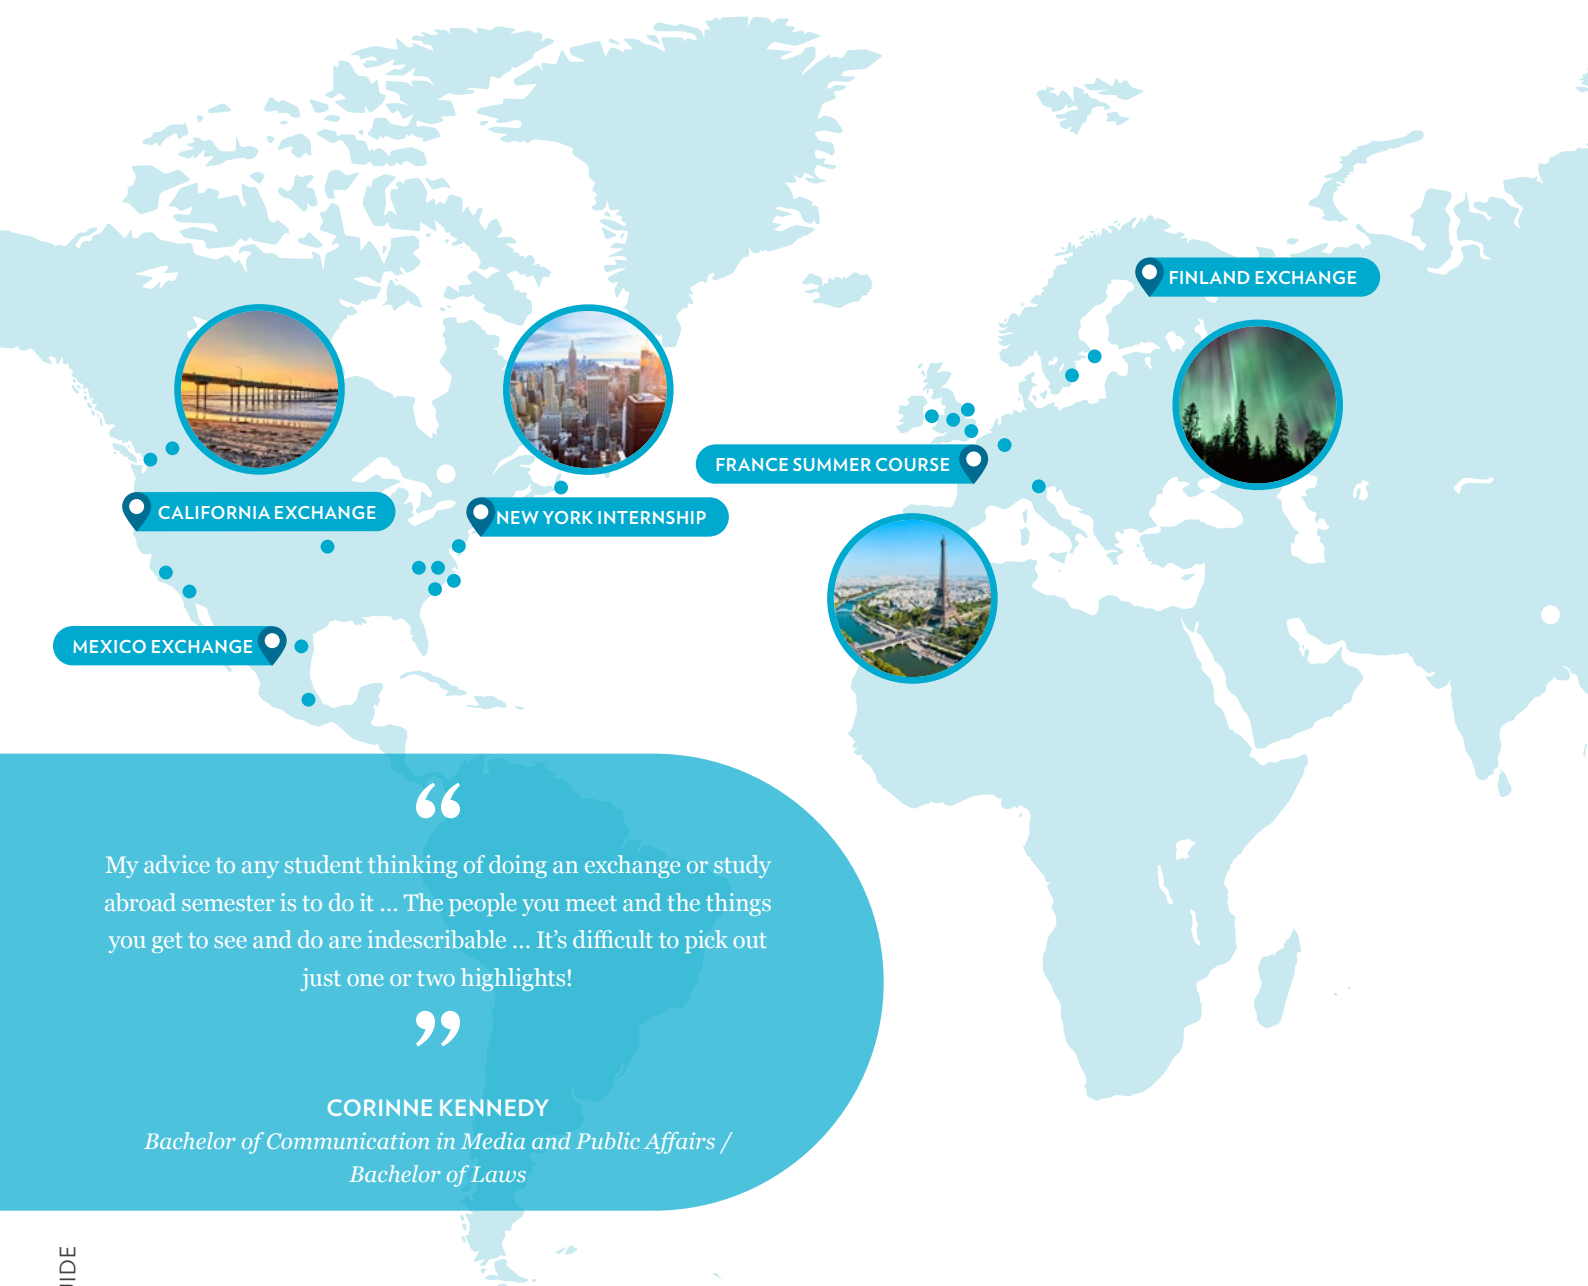 FINLAND EXCHANGE
FRANCE SUMMER COURSE
CALIFORNIA EXCHANGE
NEW YORK INTERNSHIP
MEXICO EXCHANGE
“
My advice to any student thinking of doing an exchange or study
abroad semester is to do it ... The people you meet and the things
you get to see and do are indescribable ... It’s difficult to pick out
just one or two highlights!
”
CORINNE KENNEDY
Bachelor of Communication in Media and Public Affairs /
Bachelor of Laws